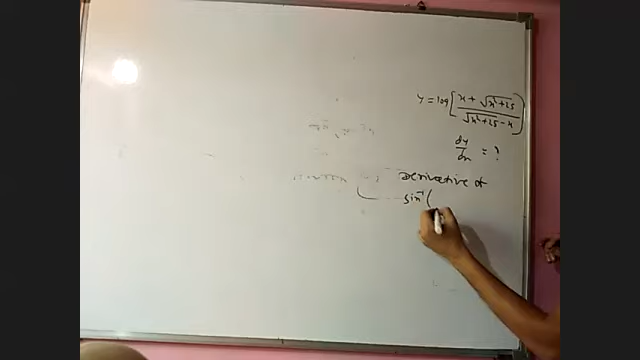 y = log [ x + √x²+25 / √x²+25 - x ]
dy/dx = ?
Derivative of
sin⁻¹(